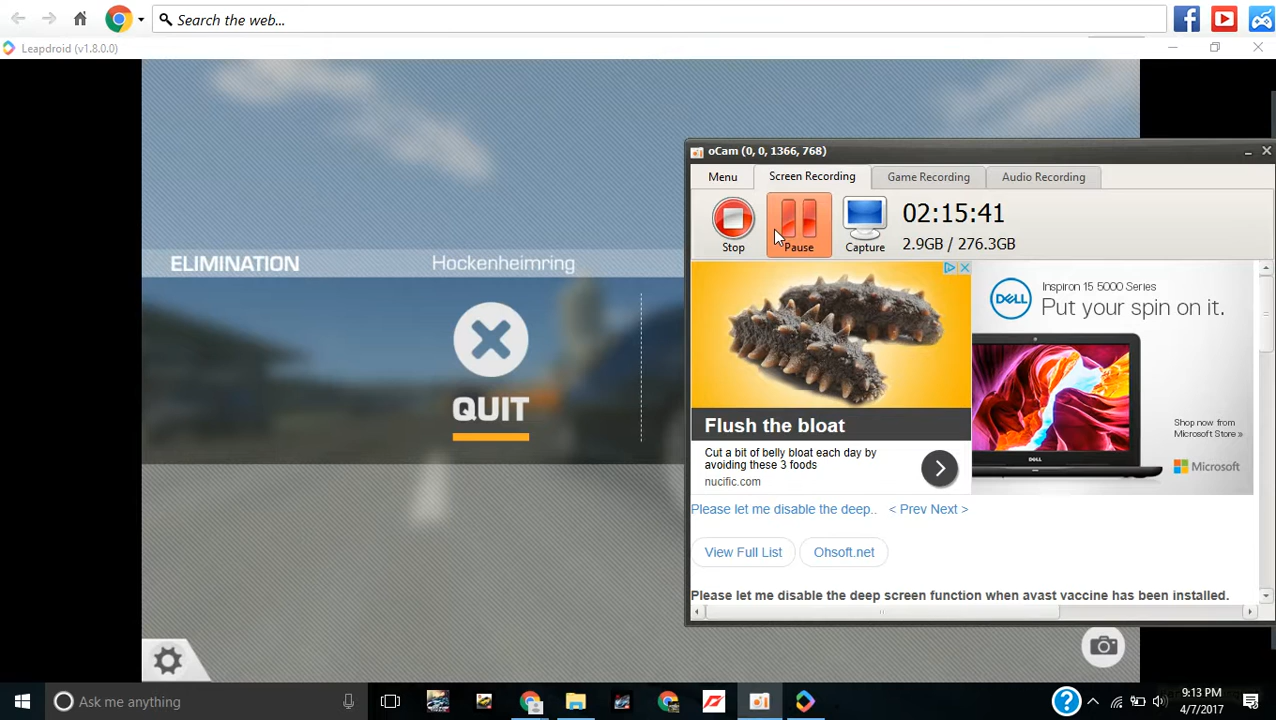 Search the web...
Leapdroid (v1.8.0.0)
oCam (0, 0, 1366, 768)
Menu
Screen Recording
Game Recording
Audio Recording
Stop
Pause
Capture
02:15:41
2.9GB / 276.3GB
ELIMINATION
Hockenheimring
QUIT
Flush the bloat
Cut a bit of belly bloat each day by
avoiding these 3 foods
nucific.com
DELL
Inspiron 15 5000 Series
Put your spin on it.
DELL
Shop now from
Microsoft Store »
Microsoft
Please let me disable the deep.. < Prev Next >
View Full List
Ohsoft.net
Please let me disable the deep screen function when avast vaccine has been installed.
Ask me anything
9:13 PM
4/7/2017